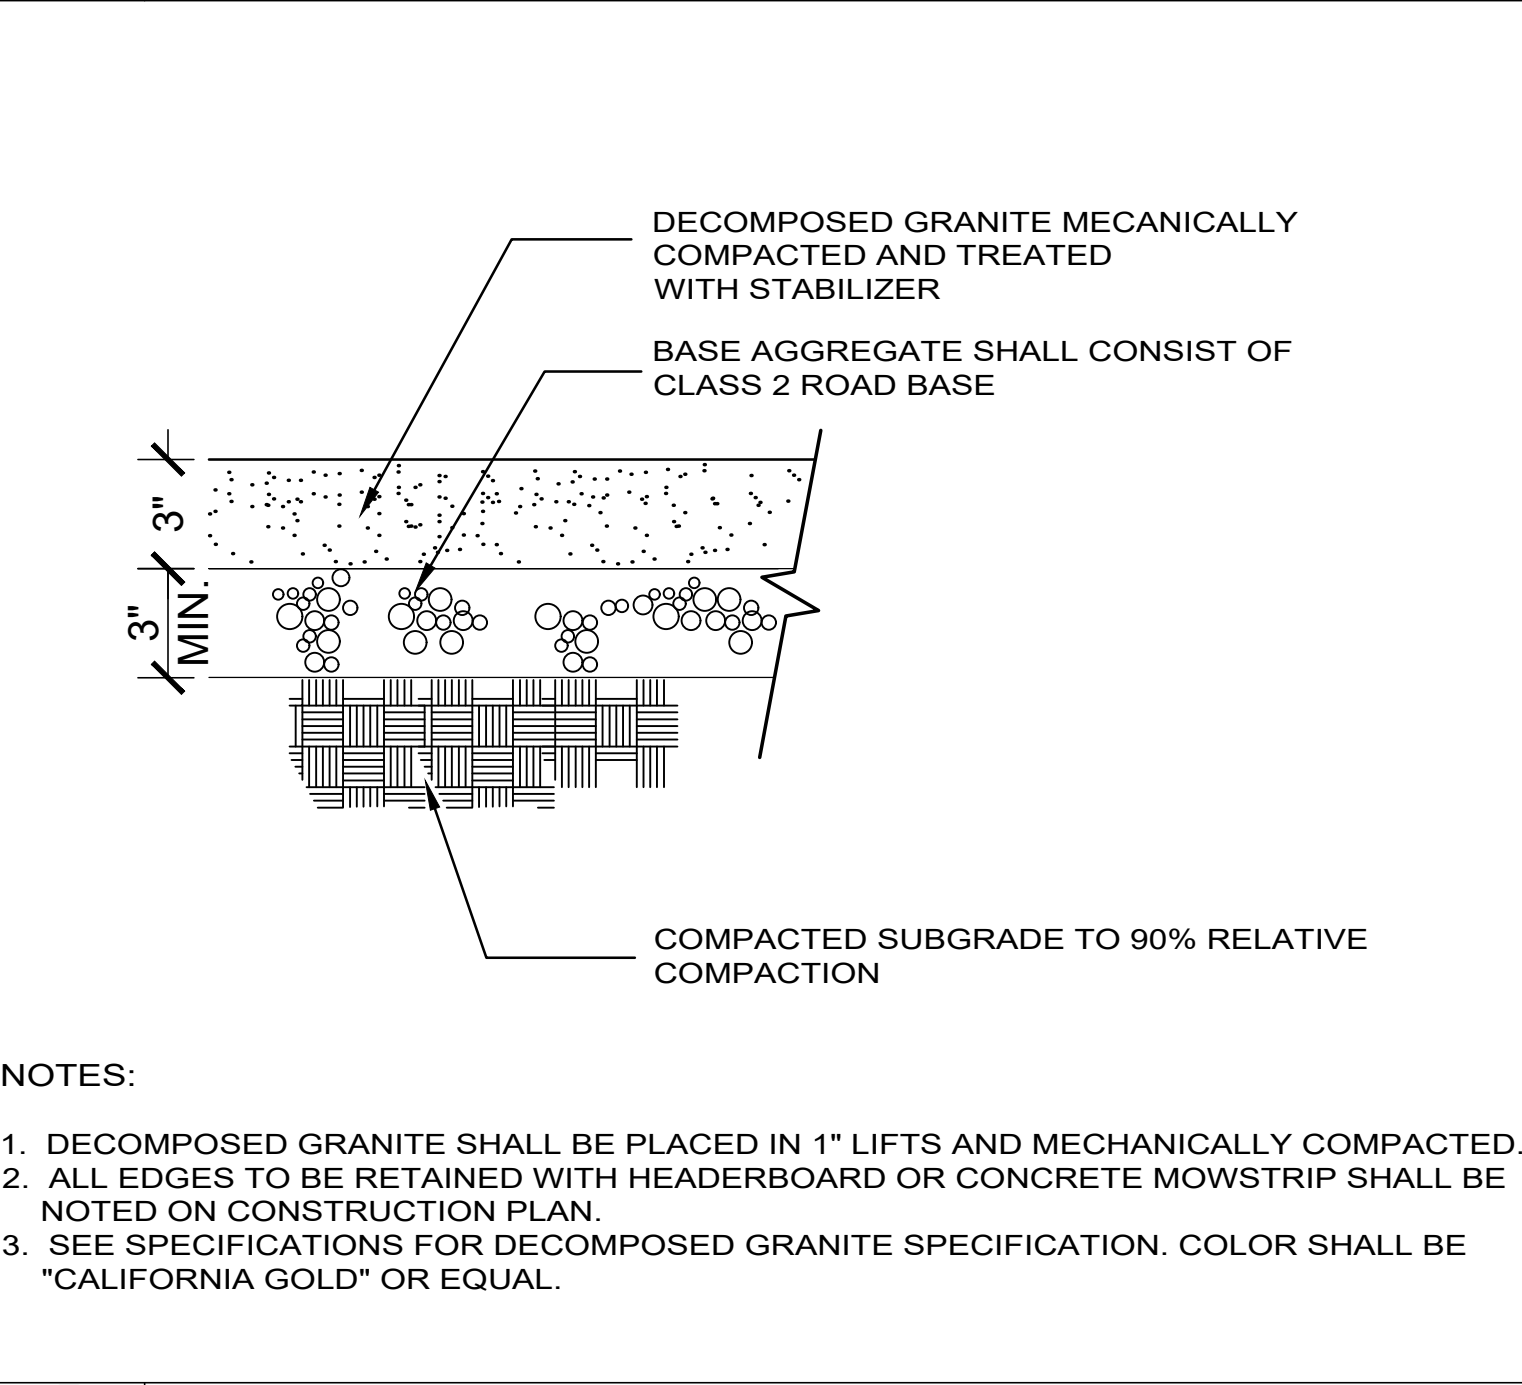 DECOMPOSED GRANITE MECANICALLY
COMPACTED AND TREATED
WITH STABILIZER
BASE AGGREGATE SHALL CONSIST OF
CLASS 2 ROAD BASE
3"
3"
MIN.
COMPACTED SUBGRADE TO 90% RELATIVE
COMPACTION
NOTES:
1. DECOMPOSED GRANITE SHALL BE PLACED IN 1" LIFTS AND MECHANICALLY COMPACTED.
2. ALL EDGES TO BE RETAINED WITH HEADERBOARD OR CONCRETE MOWSTRIP SHALL BE
NOTED ON CONSTRUCTION PLAN.
3. SEE SPECIFICATIONS FOR DECOMPOSED GRANITE SPECIFICATION. COLOR SHALL BE
"CALIFORNIA GOLD" OR EQUAL.